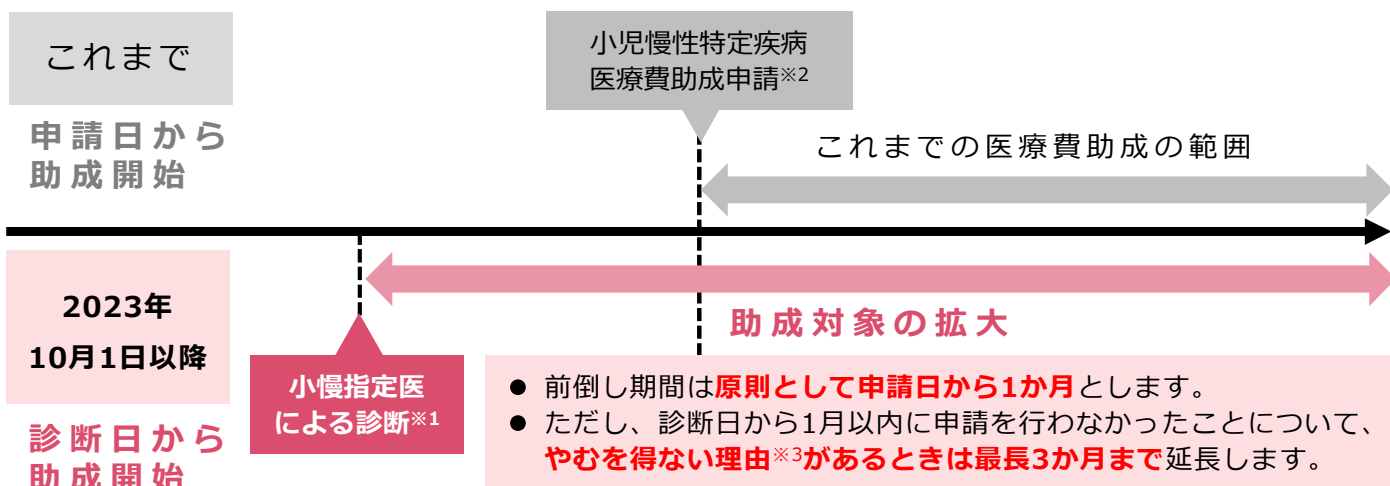 これまで
申請日から
助成開始
小児慢性特定疾病
医療費助成申請※2
これまでの医療費助成の範囲
2023年
10月1日以降
診断日から
助成開始
小慢指定医
による診断※1
助成対象の拡大
● 前倒し期間は原則として申請日から1か月とします。
● ただし、診断日から1月以内に申請を行わなかったことについて、
やむを得ない理由※3があるときは最長3か月まで延長します。